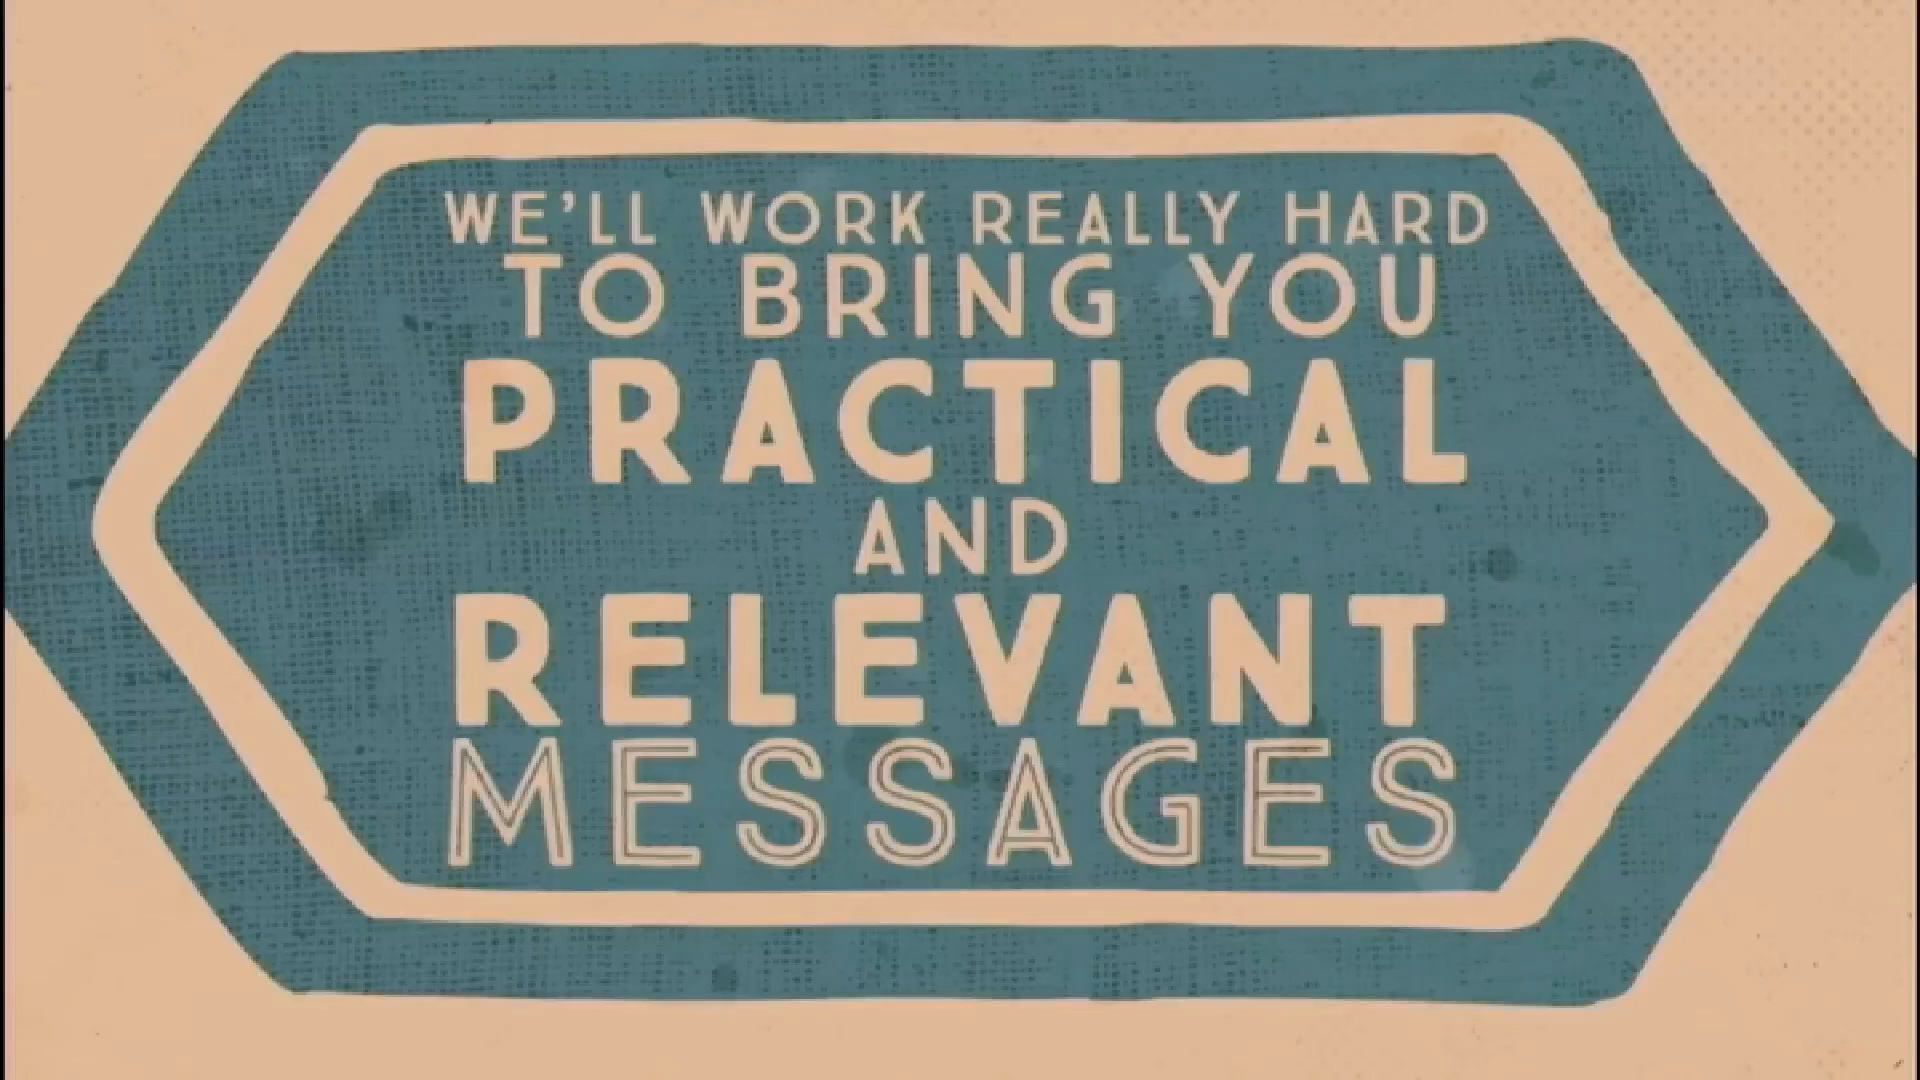 WE'LL WORK REALLY HARD
TO BRING YOU
PRACTICAL
AND
RELEVANT
MESSAGES